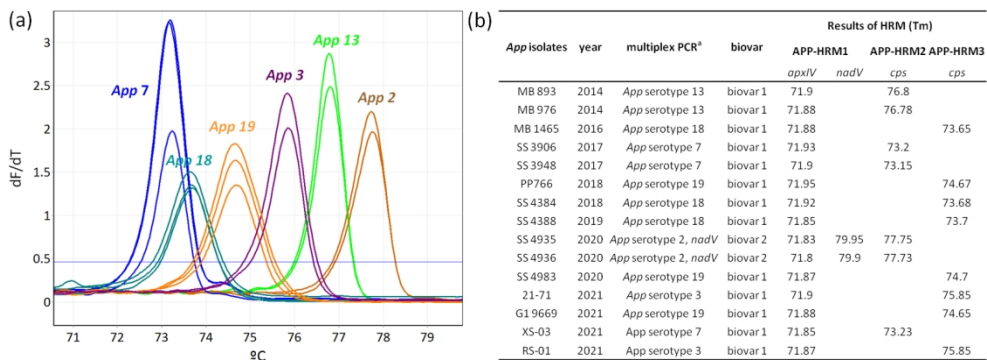 (a)
dF/dT
3
2.5
2
1.5
1
0.5
0
App 7
App 18
App 19
App 3
App 13
App 2
71 72 73 74 75 76 77 78 79
ºC
(b)
Results of HRM (Tm)
App isolates year multiplex PCRa biovar APP-HRM1 APP-HRM2 APP-HRM3
apxIV nadV cps cps
MB 893 2014 App serotype 13 biovar 1 71.9 76.8
MB 976 2014 App serotype 13 biovar 1 71.88 76.78
MB 1465 2016 App serotype 18 biovar 1 71.88 73.65
SS 3906 2017 App serotype 7 biovar 1 71.93 73.2
SS 3948 2017 App serotype 7 biovar 1 71.9 73.15
PP766 2018 App serotype 19 biovar 1 71.95 74.67
SS 4384 2018 App serotype 18 biovar 1 71.92 73.68
SS 4388 2019 App serotype 18 biovar 1 71.85 73.7
SS 4935 2020 App serotype 2, nadV biovar 2 71.83 79.95 77.75
SS 4936 2020 App serotype 2, nadV biovar 2 71.8 79.9 77.73
SS 4983 2020 App serotype 19 biovar 1 71.87 74.7
21-71 2021 App serotype 3 biovar 1 71.9 75.85
G1 9669 2021 App serotype 19 biovar 1 71.88 74.65
XS-03 2021 App serotype 7 biovar 1 71.85 73.23
RS-01 2021 App serotype 3 biovar 1 71.87 75.85